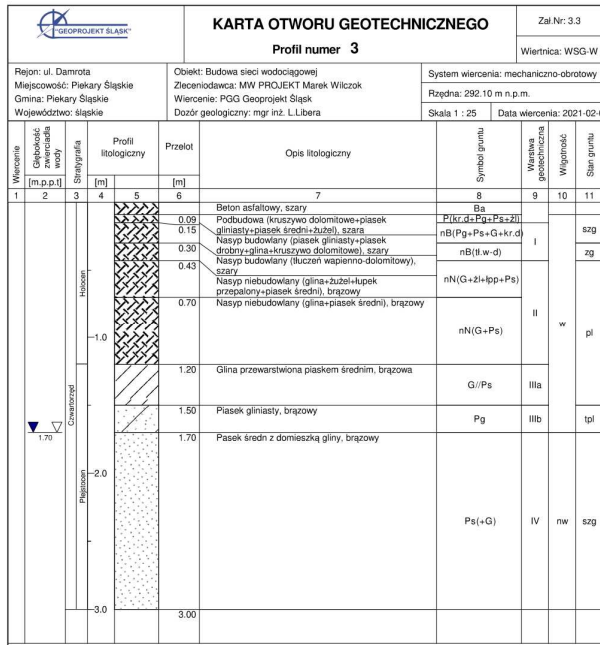 "GEOPROJEKT ŚLĄSK"
KARTA OTWORU GEOTECHNICZNEGO
Profil numer 3
Zał.Nr: 3.3
Wiertnica: WSG-W
Rejon: ul. Damrota
Miejscowość: Piekary Śląskie
Gmina: Piekary Śląskie
Województwo: śląskie
Obiekt: Budowa sieci wodociągowej
Zleceniodawca: MW PROJEKT Marek Wilczok
Wiercenie: PGG Geoprojekt Śląsk
Dozór geologiczny: mgr inż. L.Libera
System wiercenia: mechaniczno-obrotowy
Rzędna: 292.10 m n.p.m.
Skala 1 : 25
Data wiercenia: 2021-02-0
Wiercenie
Głębokość zwierciadła wody
[m.p.p.t]
Stratygrafia
Profil litologiczny
[m]
Przelot
[m]
Opis litologiczny
Symbol gruntu
Warstwa geotechniczna
Wilgotność
Stan gruntu
1 2 3 4 5 6 7 8 9 10 11
Beton asfaltowy, szary
Ba
0.09
Podbudowa (kruszywo dolomitowe+piasek
gliniasty+piasek średni+żużel), szara
P(kr.d+Pg+Ps+żl)
0.15
Nasyp budowlany (piasek gliniasty+piasek
drobny+glina+kruszywo dolomitowe), szary
nB(Pg+Ps+G+kr.d)
I
szg
0.30
Nasyp budowlany (tłuczeń wapienno-dolomitowy),
szary
nB(tł.w-d)
zg
0.43
Nasyp niebudowlany (glina+żużel+łupek
przepalony+piasek średni), brązowy
nN(G+żl+łpp+Ps)
0.70
Nasyp niebudowlany (glina+piasek średni), brązowy
nN(G+Ps)
II
w
pl
Holocen
1.0
1.20
Glina przewarstwiona piaskem średnim, brązowa
G//Ps
IIIa
Czwartorzęd
1.50
Piasek gliniasty, brązowy
Pg
IIIb
tpl
1.70
1.70
Pasek średn z domieszką gliny, brązowy
Plejstocen
2.0
Ps(+G)
IV
nw
szg
3.0
3.00